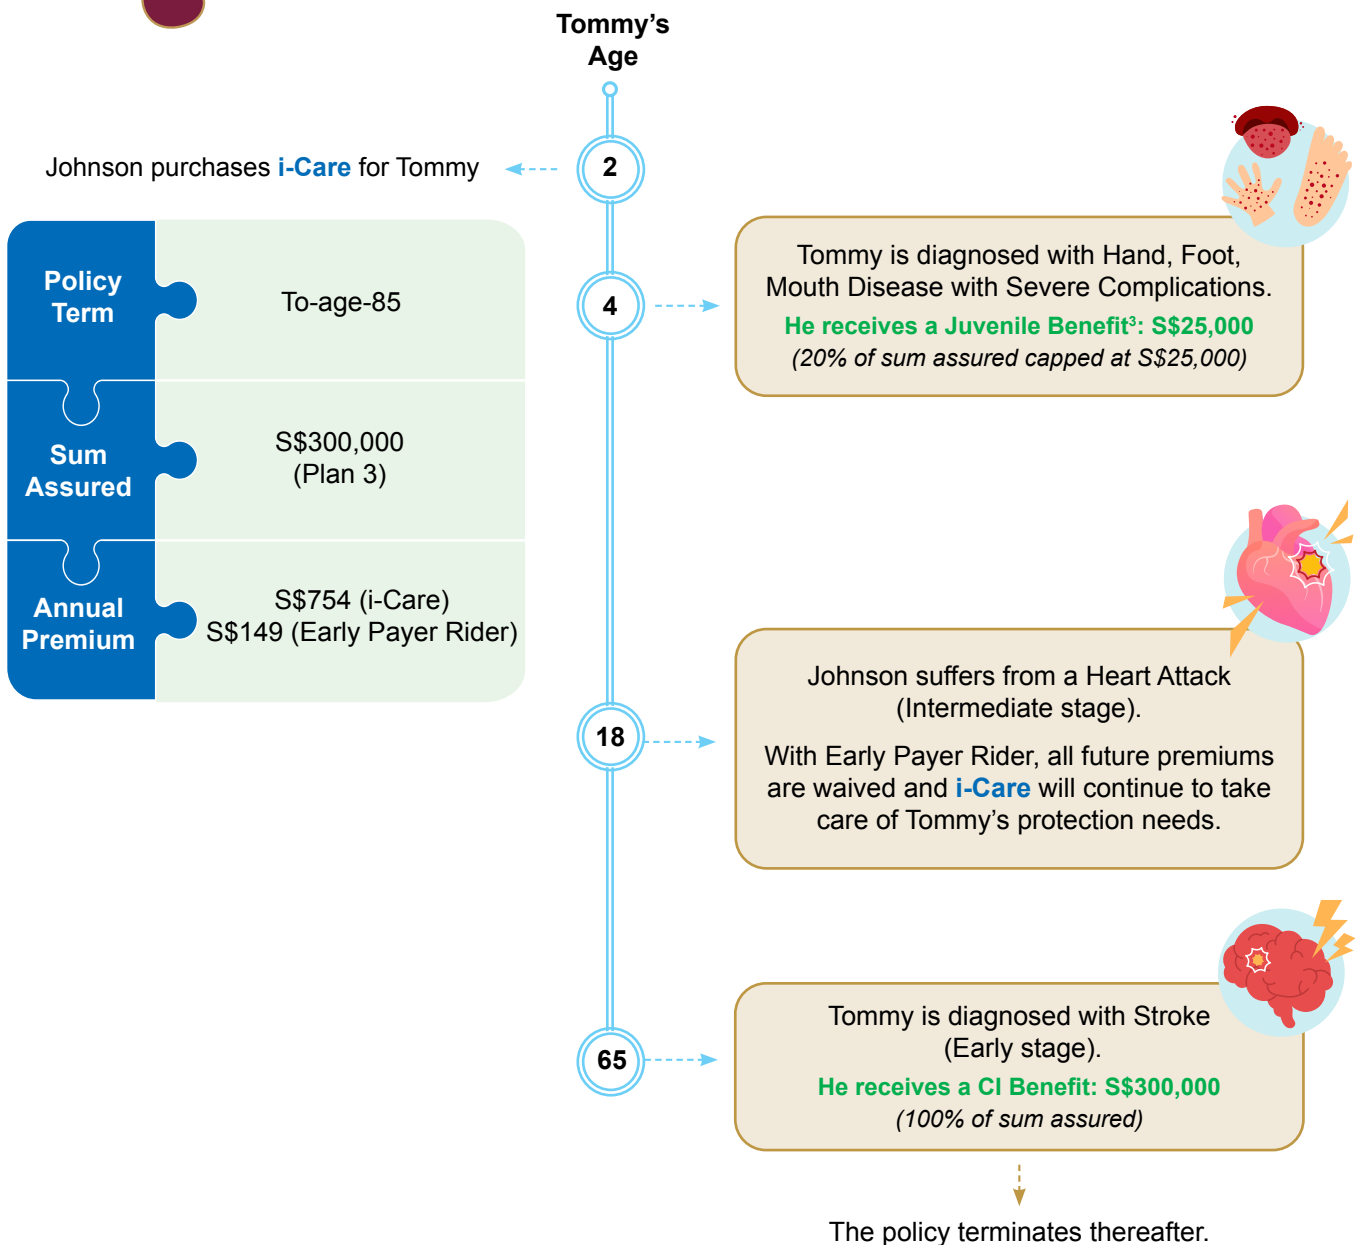 Tommy's
Age
2
Johnson purchases i-Care for Tommy
Policy
Term
To-age-85
Sum
Assured
S$300,000
(Plan 3)
Annual
Premium
S$754 (i-Care)
S$149 (Early Payer Rider)
4
Tommy is diagnosed with Hand, Foot,
Mouth Disease with Severe Complications.
He receives a Juvenile Benefit³: S$25,000
(20% of sum assured capped at S$25,000)
18
Johnson suffers from a Heart Attack
(Intermediate stage).
With Early Payer Rider, all future premiums
are waived and i-Care will continue to take
care of Tommy's protection needs.
65
Tommy is diagnosed with Stroke
(Early stage).
He receives a CI Benefit: S$300,000
(100% of sum assured)
The policy terminates thereafter.